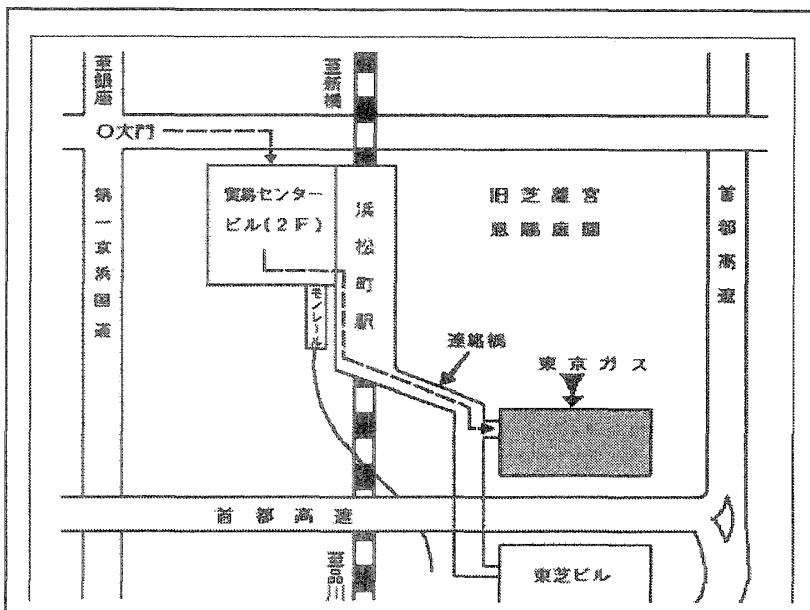 至銀座
至新橋
○大門
貿易センター
ビル(2F)
浜松町駅
旧芝離宮
恩賜庭園
首都高速
第一京浜国道
モノレール
連絡橋
東京ガス
首都高速
至品川
東芝ビル